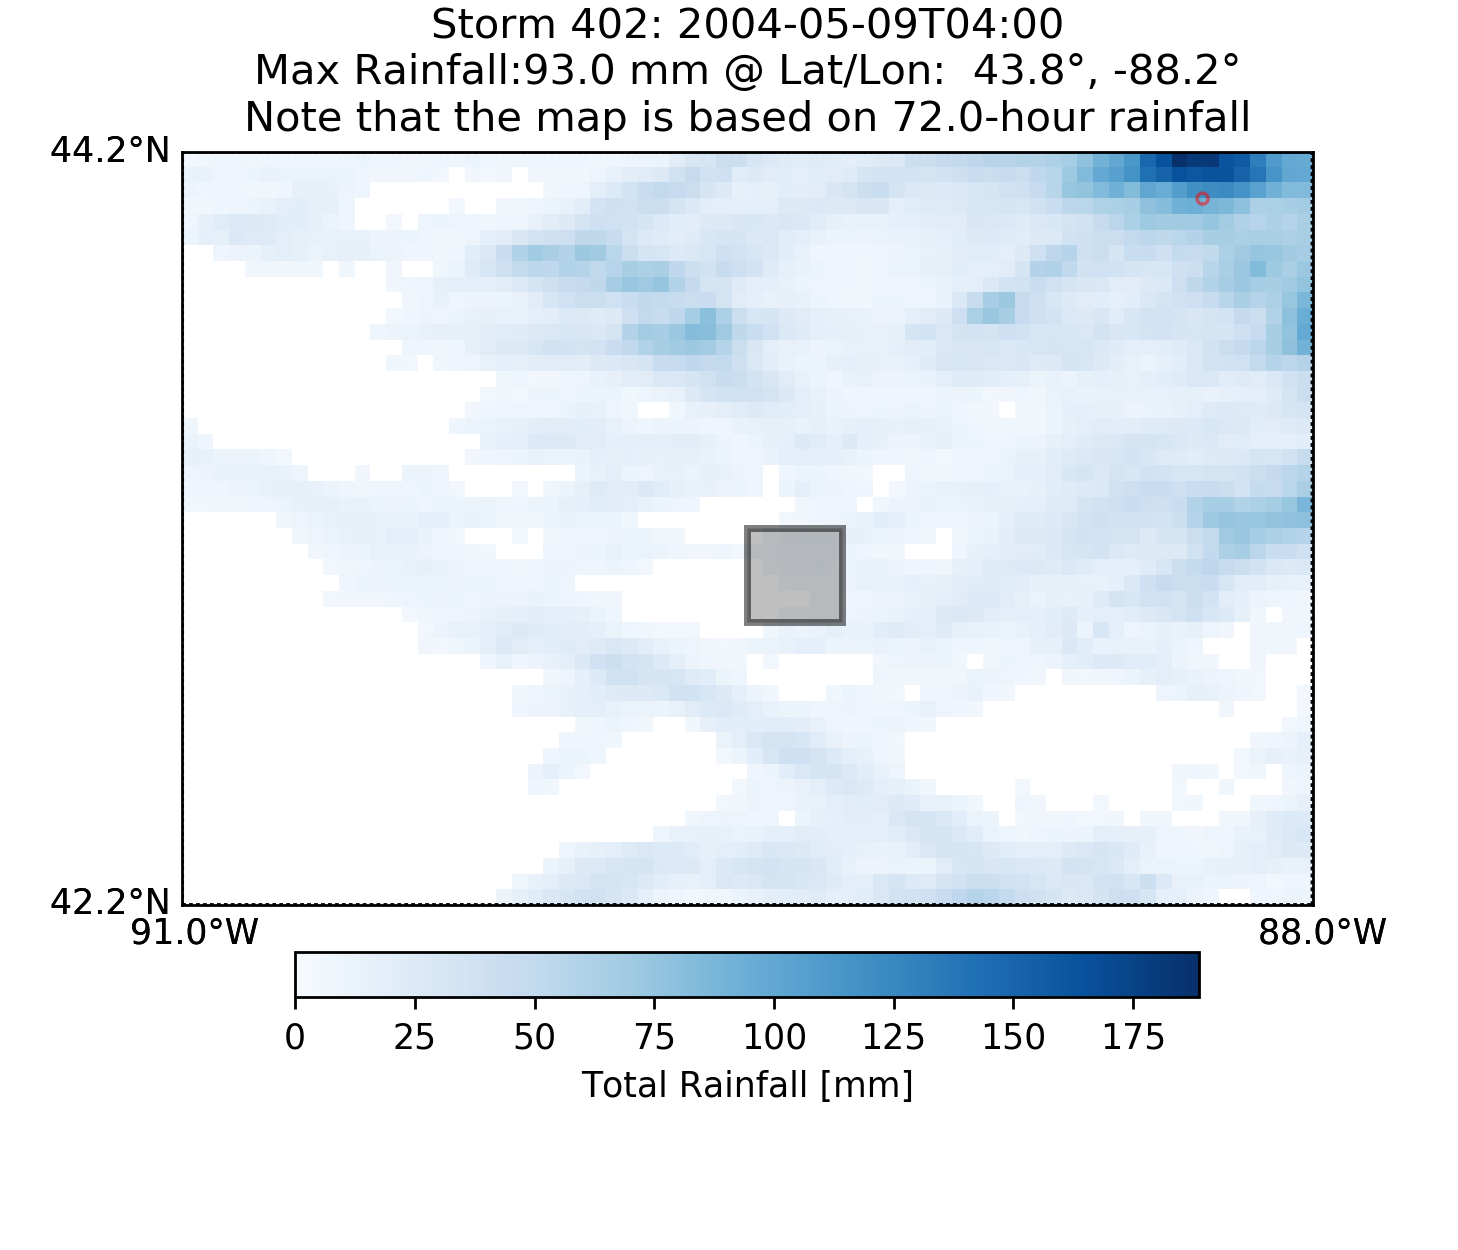 Storm 402: 2004-05-09T04:00
Max Rainfall:93.0 mm @ Lat/Lon:  43.8°, -88.2°
Note that the map is based on 72.0-hour rainfall
44.2°N
42.2°N
91.0°W 88.0°W
0 25 50 75 100 125 150 175
Total Rainfall [mm]